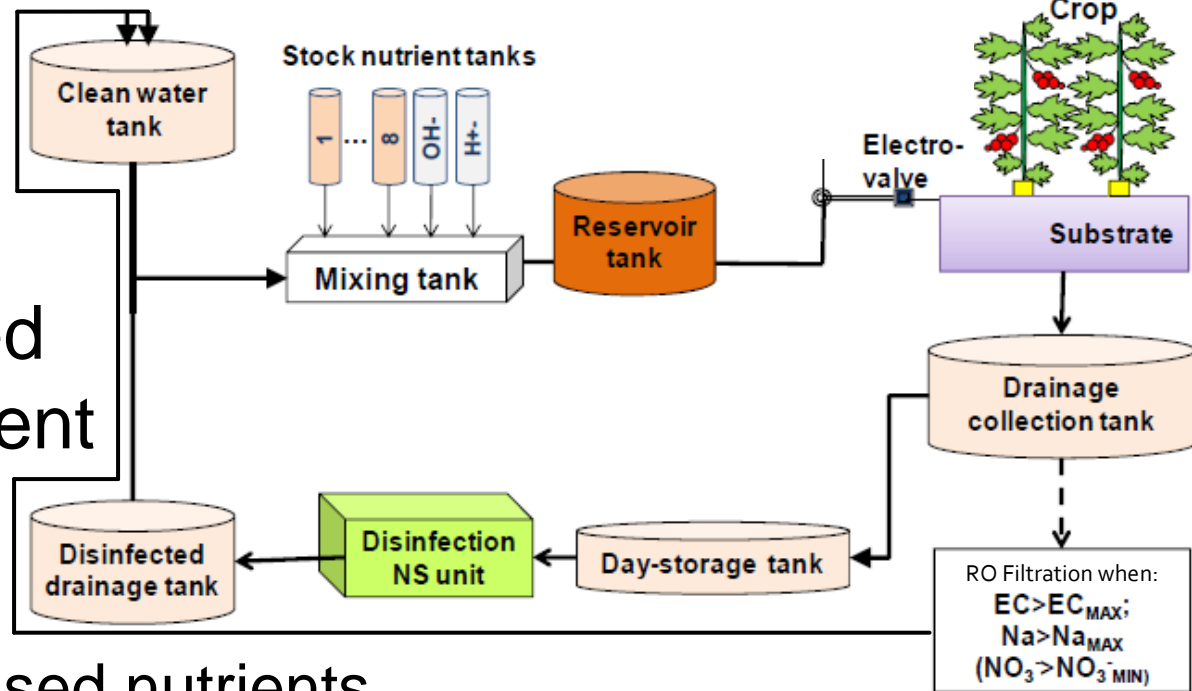 Crop
Stock nutrient tanks
Clean water
tank
1
...
8
OH-
H+-
Electro-
valve
Reservoir
tank
Substrate
Mixing tank
Drainage
collection tank
Disinfection
NS unit
Day-storage tank
Disinfected
drainage tank
RO Filtration when:
EC>ECMAX;
Na>NaMAX
(NO3->NO3-MIN)
ed
ent
sed nutrients